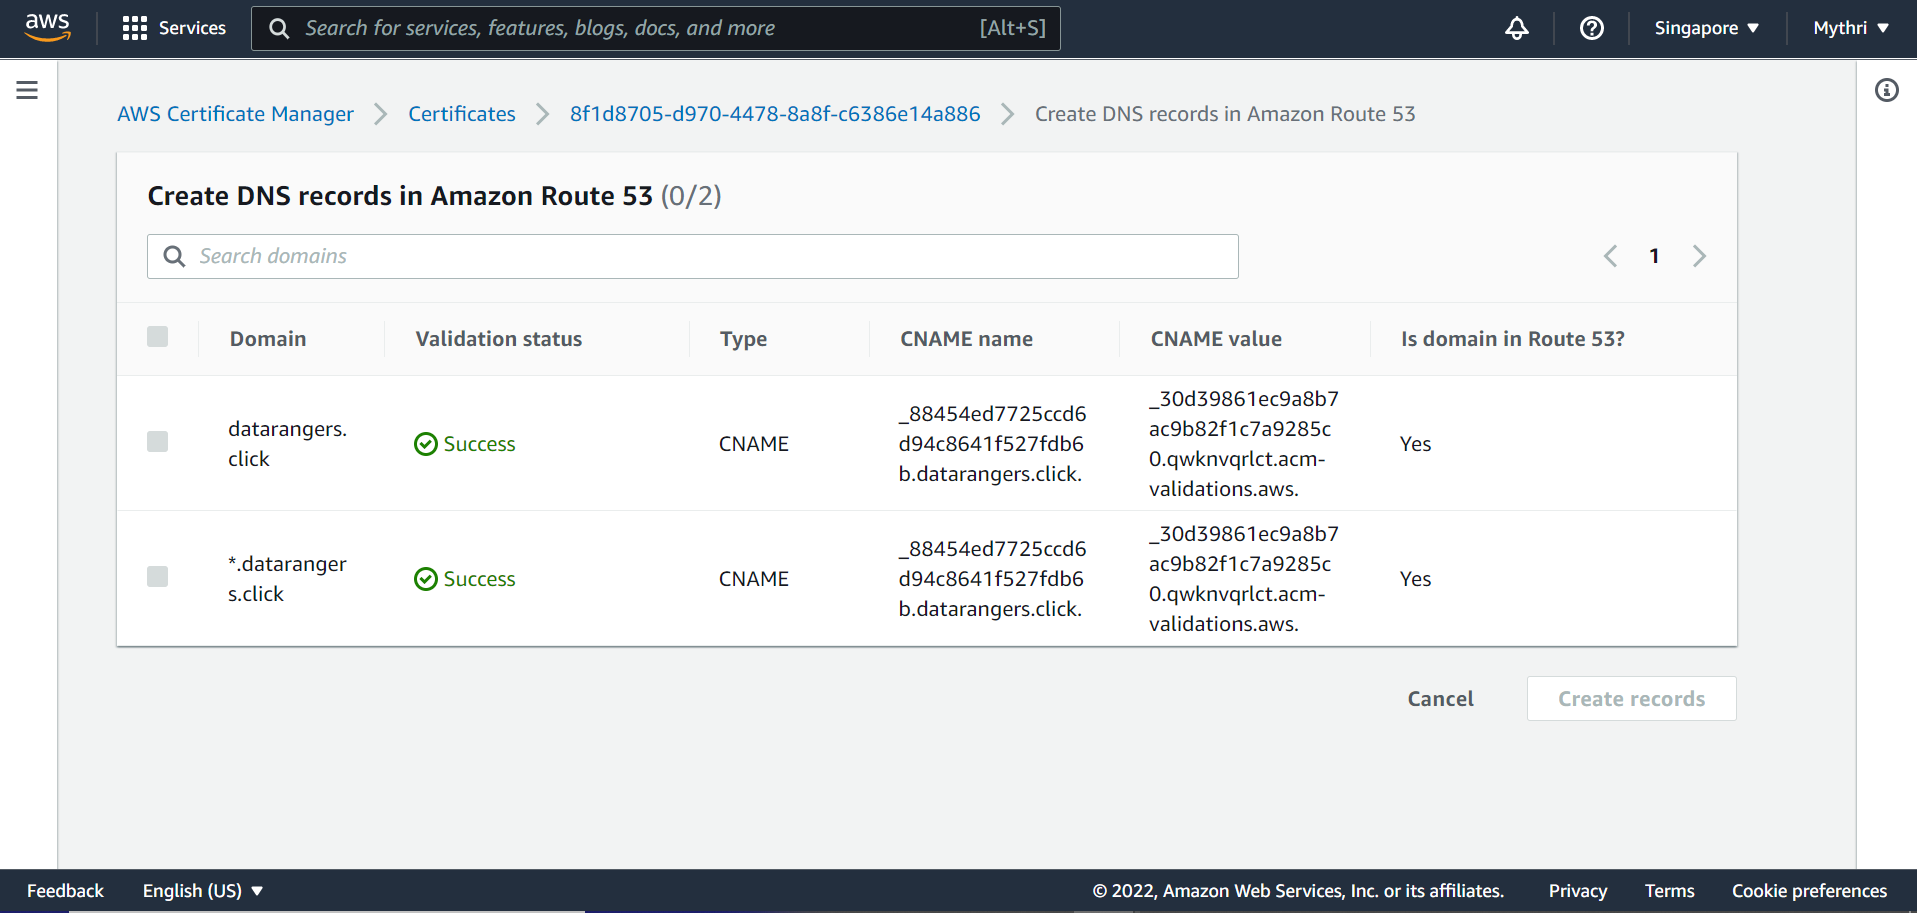 aws Services Search for services, features, blogs, docs, and more [Alt+S] Singapore Mythri
AWS Certificate Manager Certificates 8f1d8705-d970-4478-8a8f-c6386e14a886 Create DNS records in Amazon Route 53
Create DNS records in Amazon Route 53 (0/2)
Search domains 1
Domain Validation status Type CNAME name CNAME value Is domain in Route 53?
datarangers.
click
Success
CNAME
_88454ed7725ccd6
d94c8641f527fdb6
b.datarangers.click.
_30d39861ec9a8b7
ac9b82f1c7a9285c
0.qwknvqrlct.acm-
validations.aws.
Yes
*.dataranger
s.click
Success
CNAME
_88454ed7725ccd6
d94c8641f527fdb6
b.datarangers.click.
_30d39861ec9a8b7
ac9b82f1c7a9285c
0.qwknvqrlct.acm-
validations.aws.
Yes
Cancel Create records
Feedback English (US) © 2022, Amazon Web Services, Inc. or its affiliates. Privacy Terms Cookie preferences